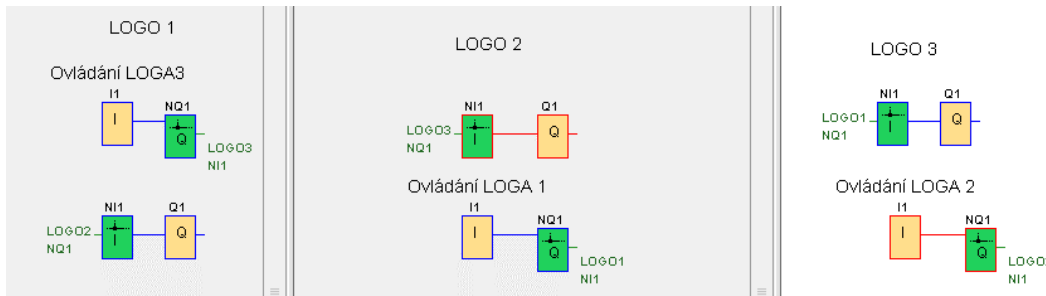 LOGO 1
Ovládání LOGA3
I1
NQ1
I
Q
LOGO3
NI1
NI1
Q1
LOGO2
NQ1
I
Q
LOGO 2
NI1
Q1
LOGO3
NQ1
I
Q
Ovládání LOGA 1
I1
NQ1
I
Q
LOGO1
NI1
LOGO 3
NI1
Q1
LOGO1
NQ1
I
Q
Ovládání LOGA 2
I1
NQ1
I
Q
LOGO
NI1